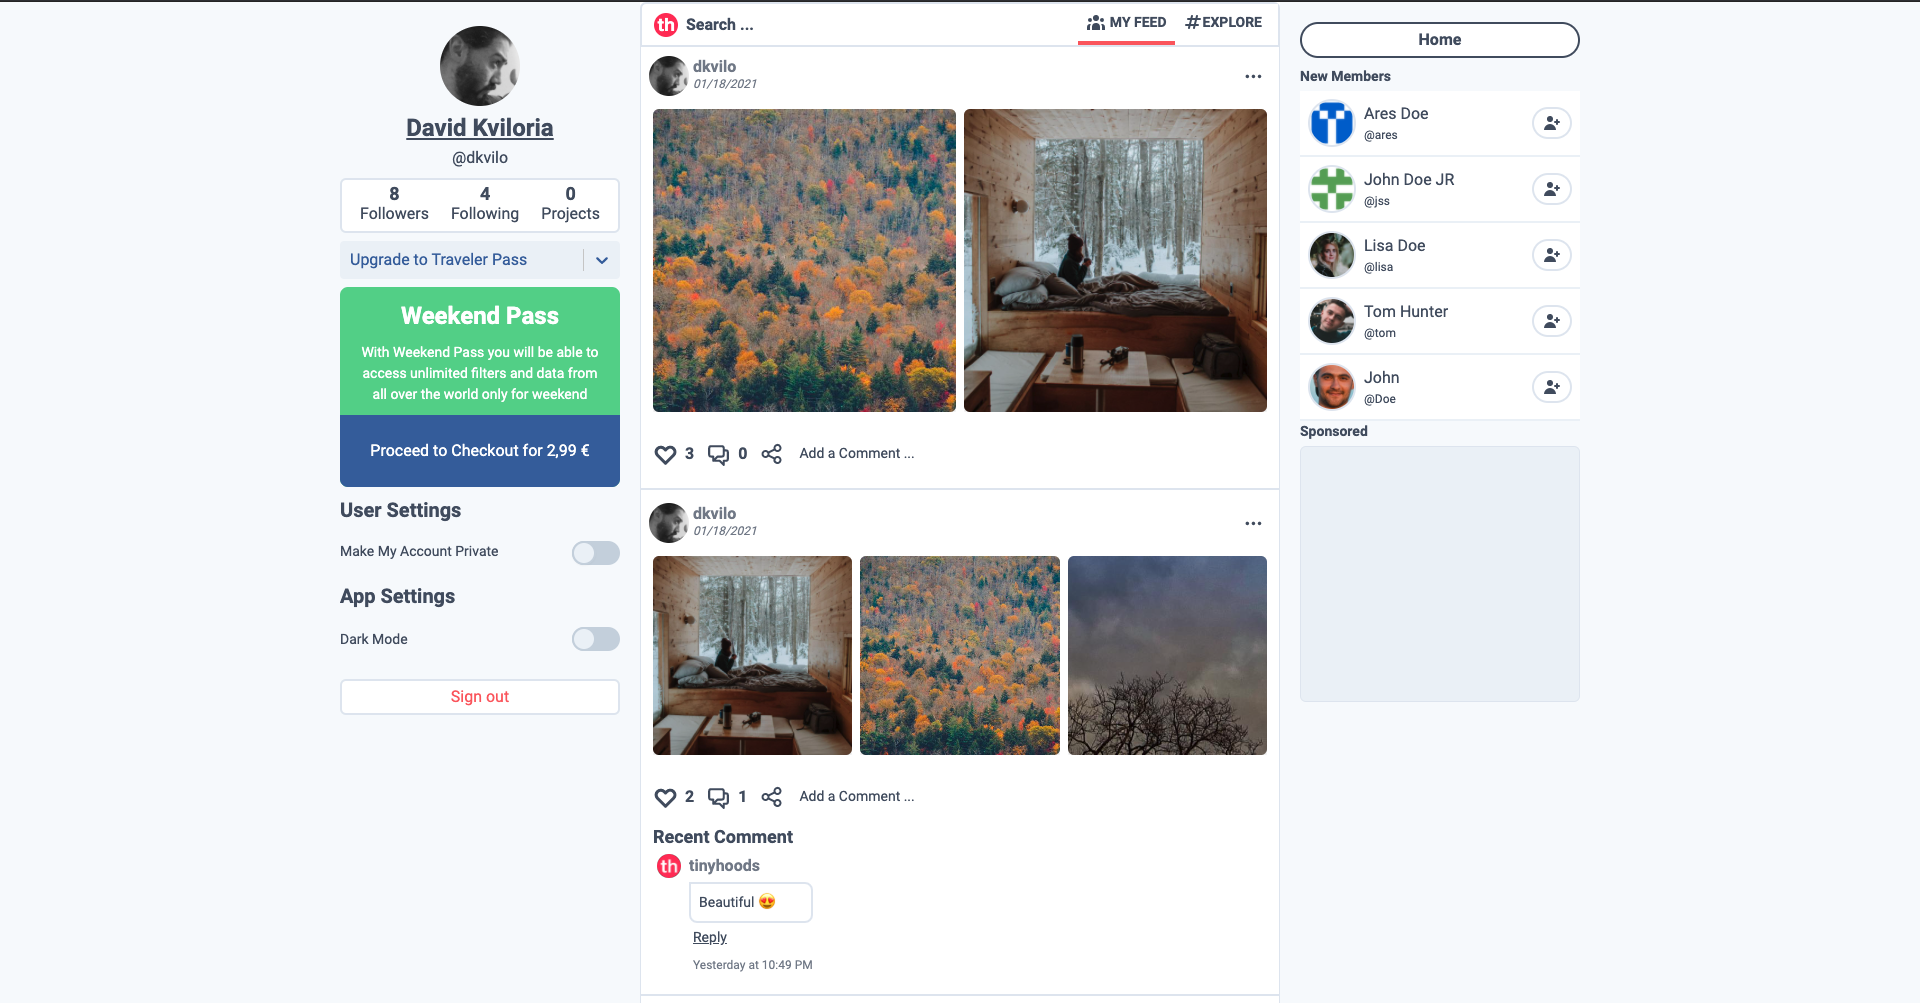 David Kviloria
@dkvilo
8 4 0
Followers Following Projects
Upgrade to Traveler Pass
Weekend Pass
With Weekend Pass you will be able to
access unlimited filters and data from
all over the world only for weekend
Proceed to Checkout for 2,99 €
User Settings
Make My Account Private
App Settings
Dark Mode
Sign out
th Search ... MY FEED #EXPLORE
dkvilo
01/18/2021
3 0 Add a Comment ...
dkvilo
01/18/2021
2 1 Add a Comment ...
Recent Comment
th tinyhoods
Beautiful 😍
Reply
Yesterday at 10:49 PM
Home
New Members
Ares Doe
@ares
John Doe JR
@jss
Lisa Doe
@lisa
Tom Hunter
@tom
John
@Doe
Sponsored